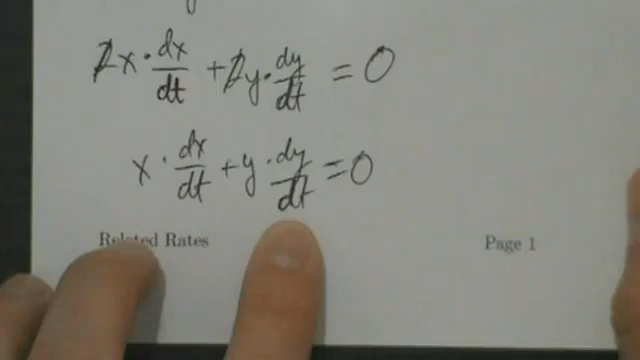 2x · dx/dt + 2y · dy/dt = 0
x · dx/dt + y · dy/dt = 0
Related Rates
Page 1